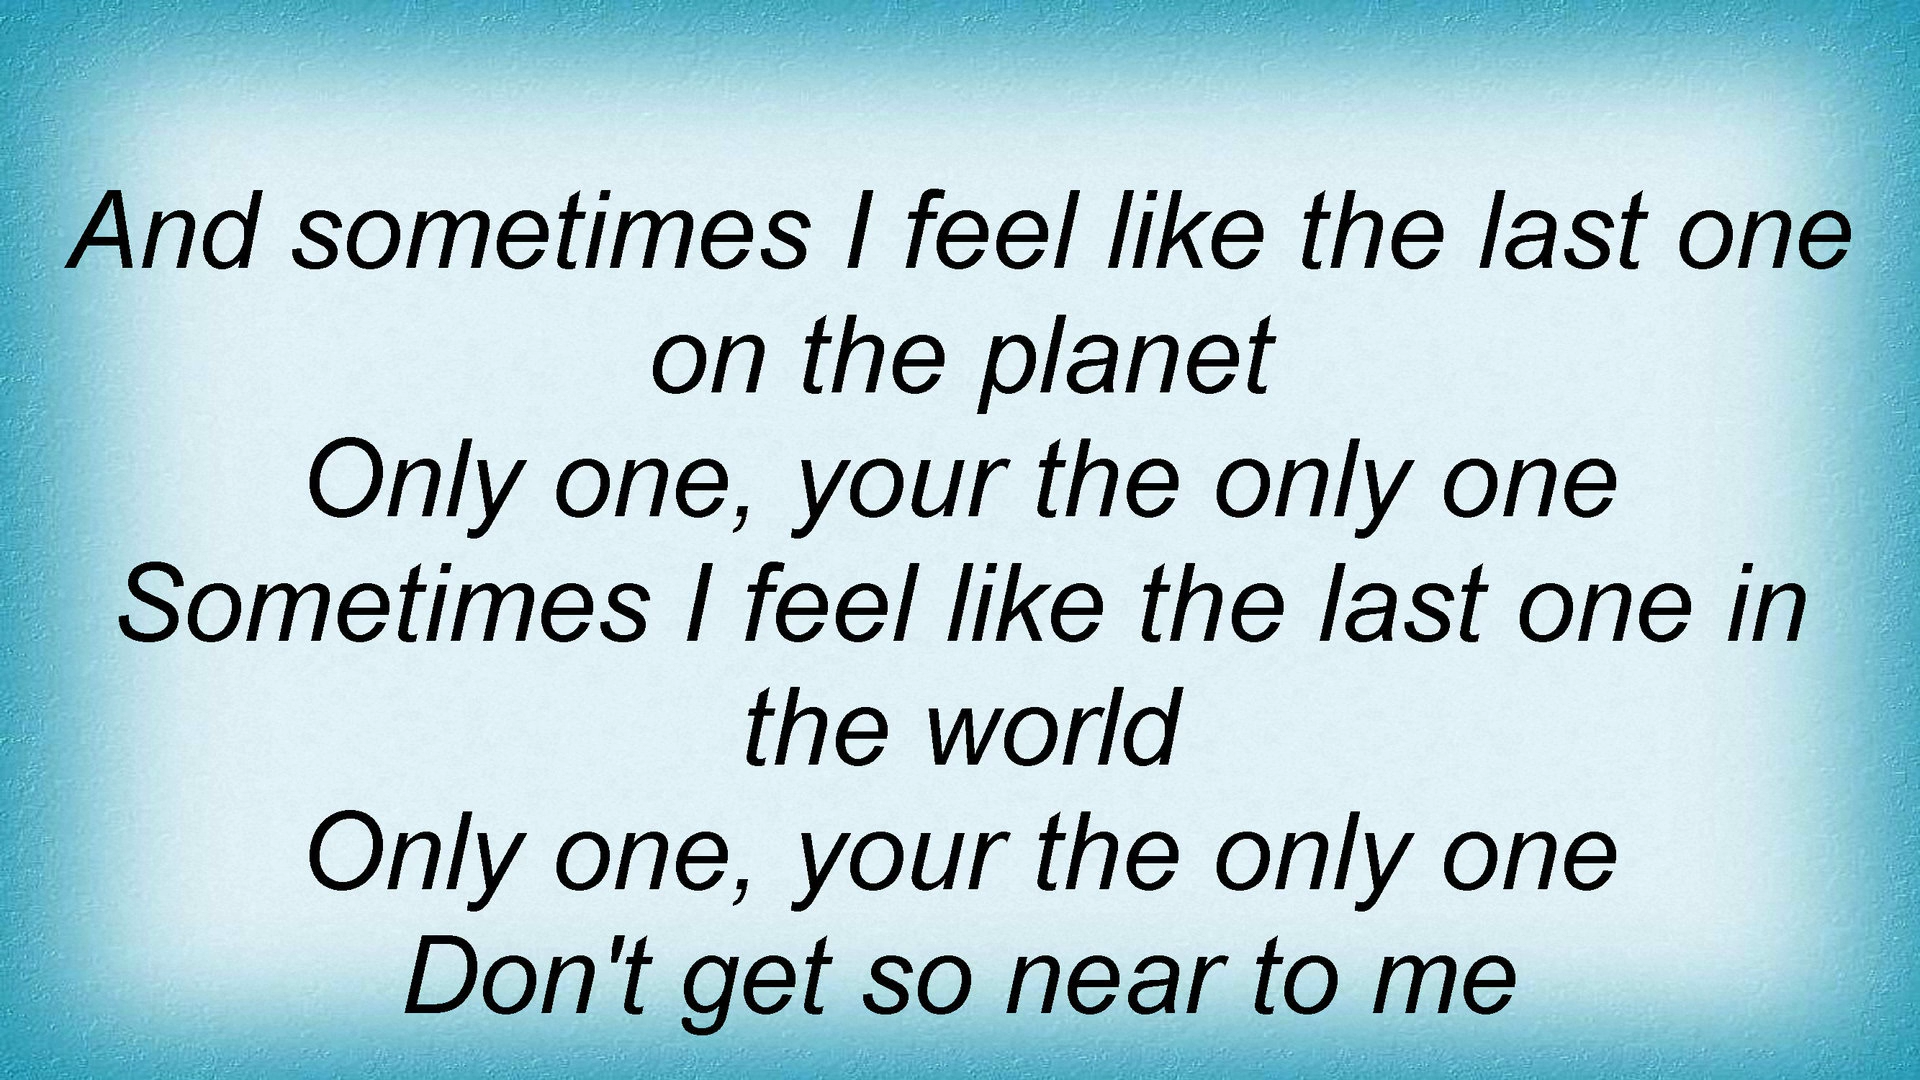 And sometimes I feel like the last one
on the planet
Only one, your the only one
Sometimes I feel like the last one in
the world
Only one, your the only one
Don't get so near to me